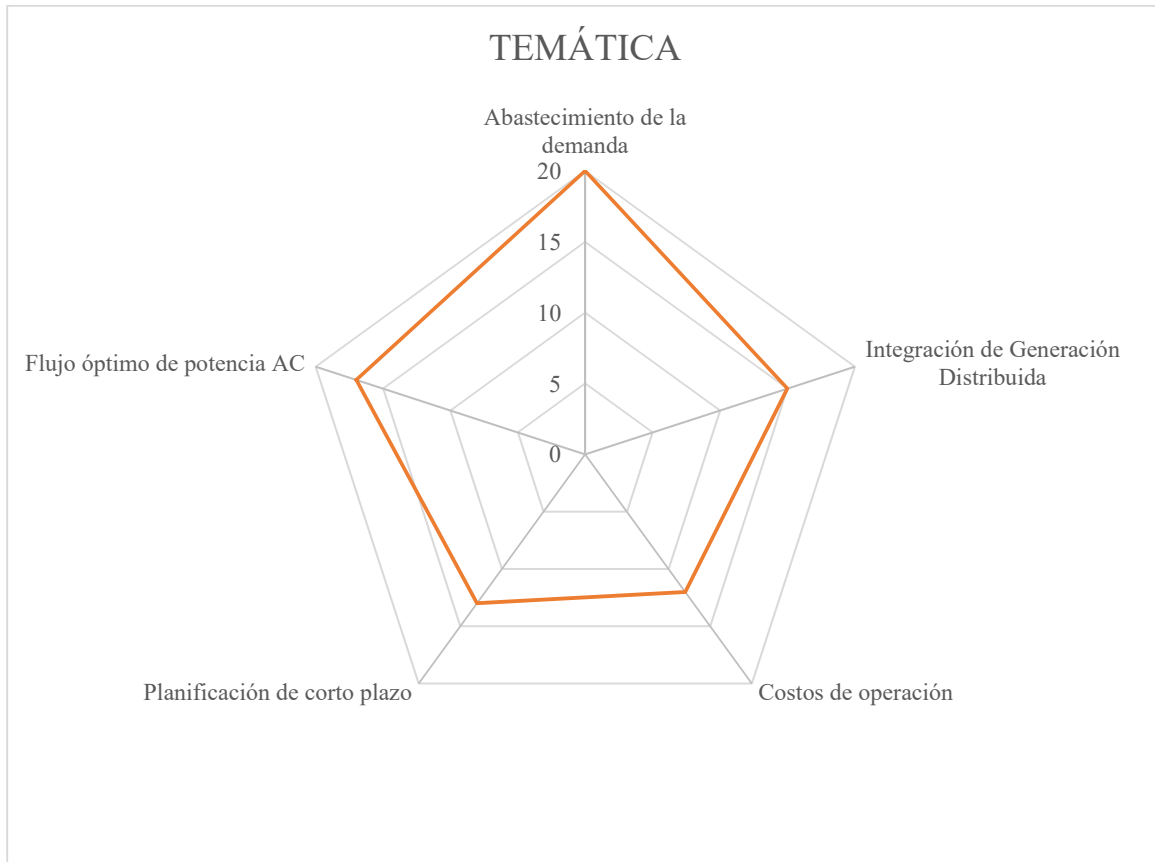 TEMÁTICA
Abastecimiento de la
demanda
20
15
10
5
0
Integración de Generación
Distribuida
Costos de operación
Planificación de corto plazo
Flujo óptimo de potencia AC